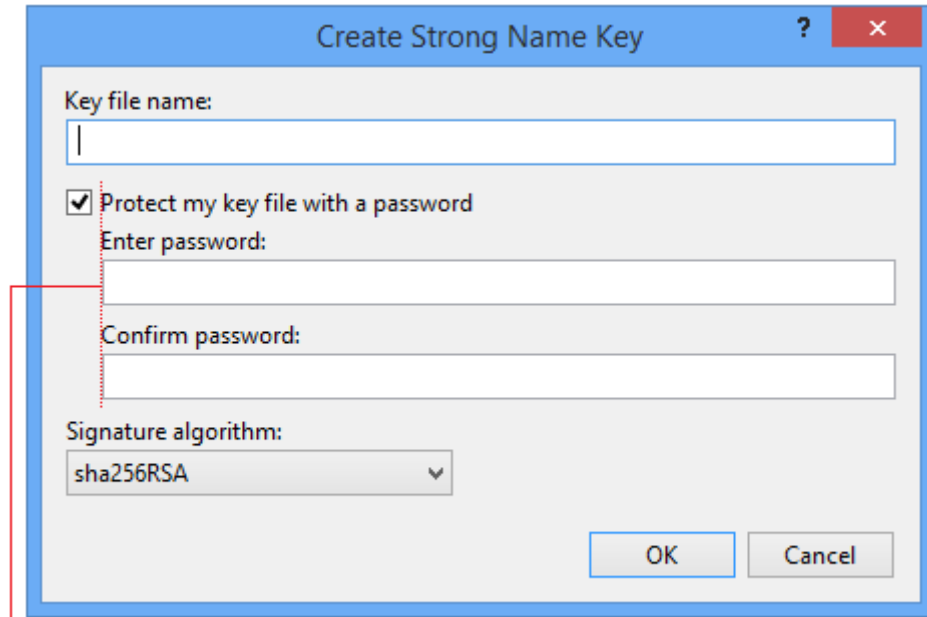 Create Strong Name Key
?
Key file name:
Protect my key file with a password
Enter password:
Confirm password:
Signature algorithm:
sha256RSA
OK Cancel